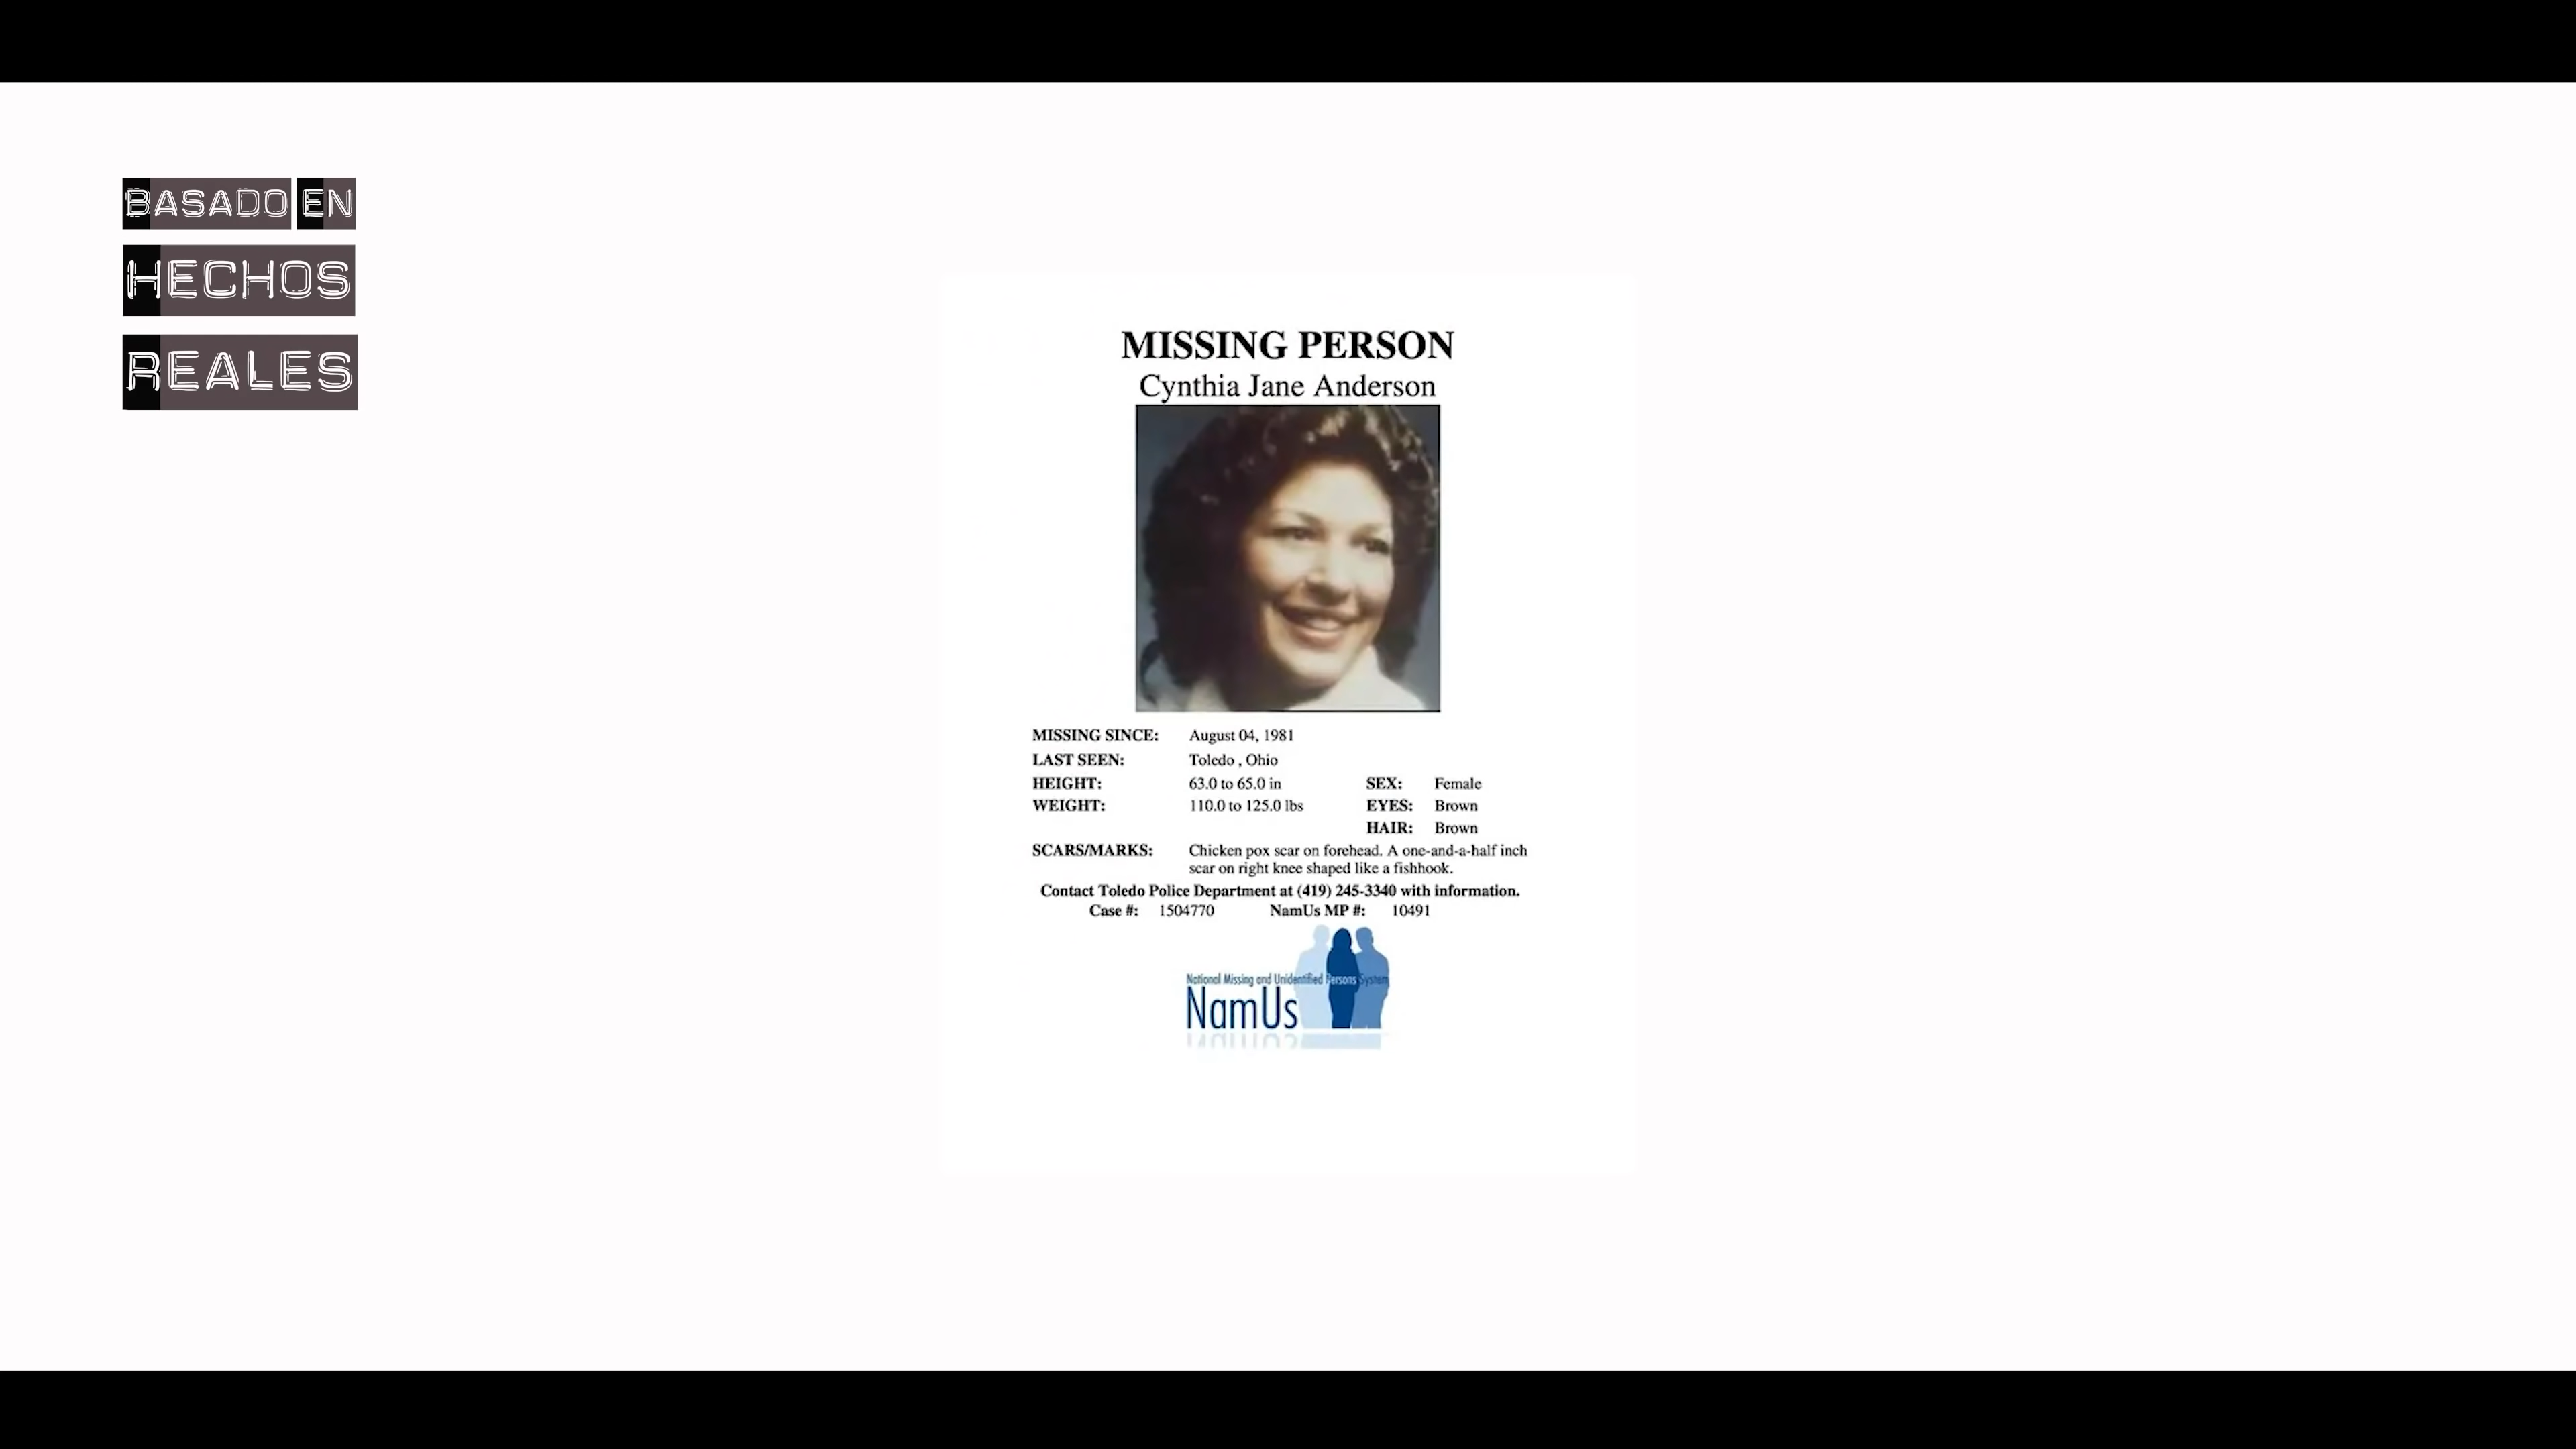 BASADO EN
HECHOS
REALES
MISSING PERSON
Cynthia Jane Anderson
MISSING SINCE: August 04, 1981
LAST SEEN: Toledo , Ohio
HEIGHT: 63.0 to 65.0 in SEX: Female
WEIGHT: 110.0 to 125.0 lbs EYES: Brown
HAIR: Brown
SCARS/MARKS: Chicken pox scar on forehead. A one-and-a-half inch
scar on right knee shaped like a fishhook.
Contact Toledo Police Department at (419) 245-3340 with information.
Case #: 1504770 NamUs MP #: 10491
National Missing and Unidentified Persons System
NamUs